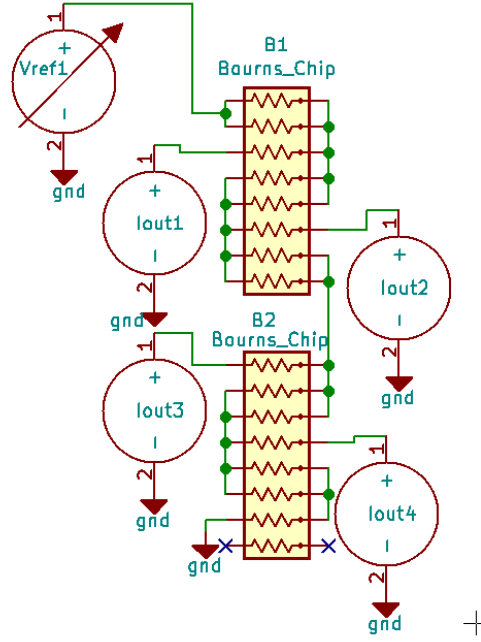 1
B1
Bourns_Chip
+
Vref1
−
2
gnd
1
+
Iout1
−
2
gnd
1
+
Iout2
−
2
gnd
B2
Bourns_Chip
1
+
Iout3
−
2
gnd
1
+
Iout4
−
2
gnd
gnd